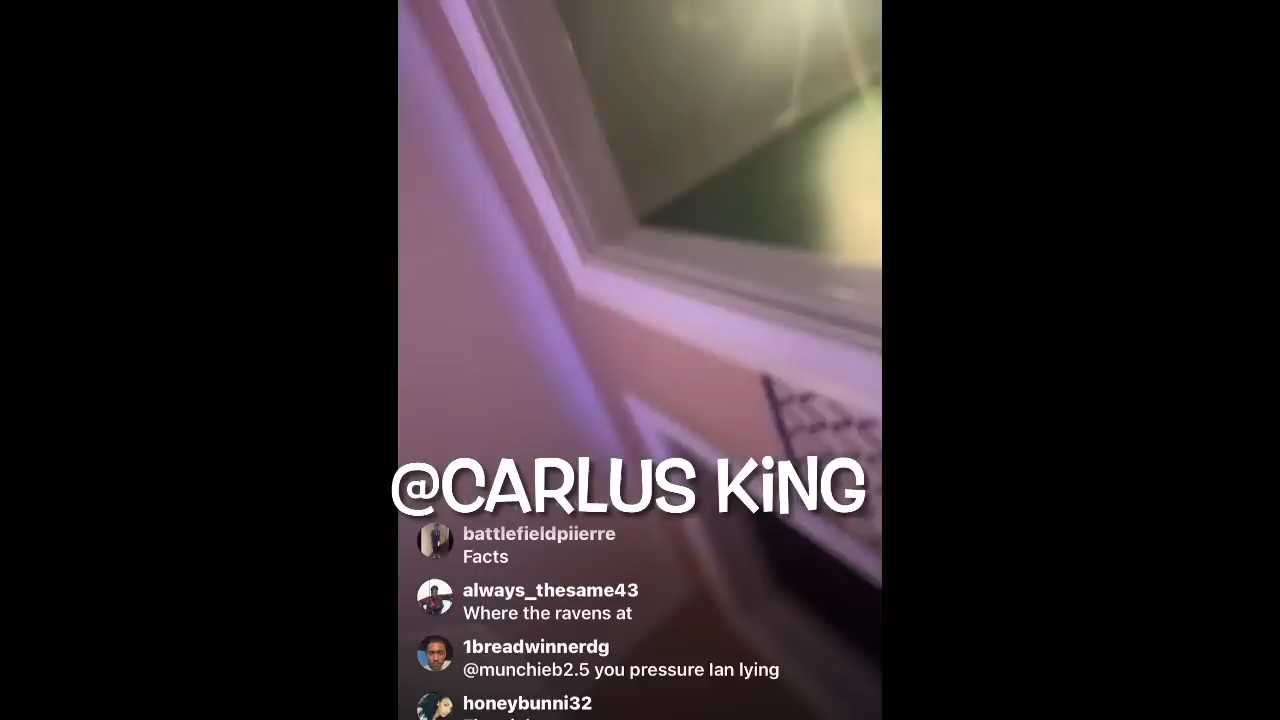 @CARLUS KiNG
battlefieldpiierre
Facts
always_thesame43
Where the ravens at
1breadwinnerdg
@munchieb2.5 you pressure Ian lying
honeybunni32